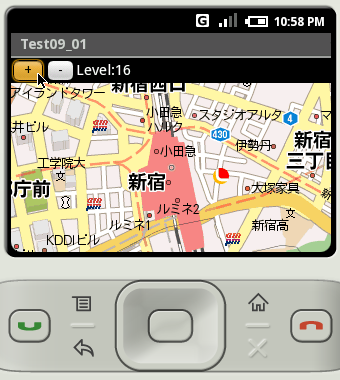 G 10:58 PM
Test09_01
+ - Level:16
新宿西口
アイランドタワー
小田急
ハルク
スタジオアルタ
4
マ
井ビル
430
伊勢丹
新宿
三丁目
工学院大
文
小田急
都庁前
新宿
大塚家具
ルミネ2
ルミネ1
文
新宿高
KDDIビル